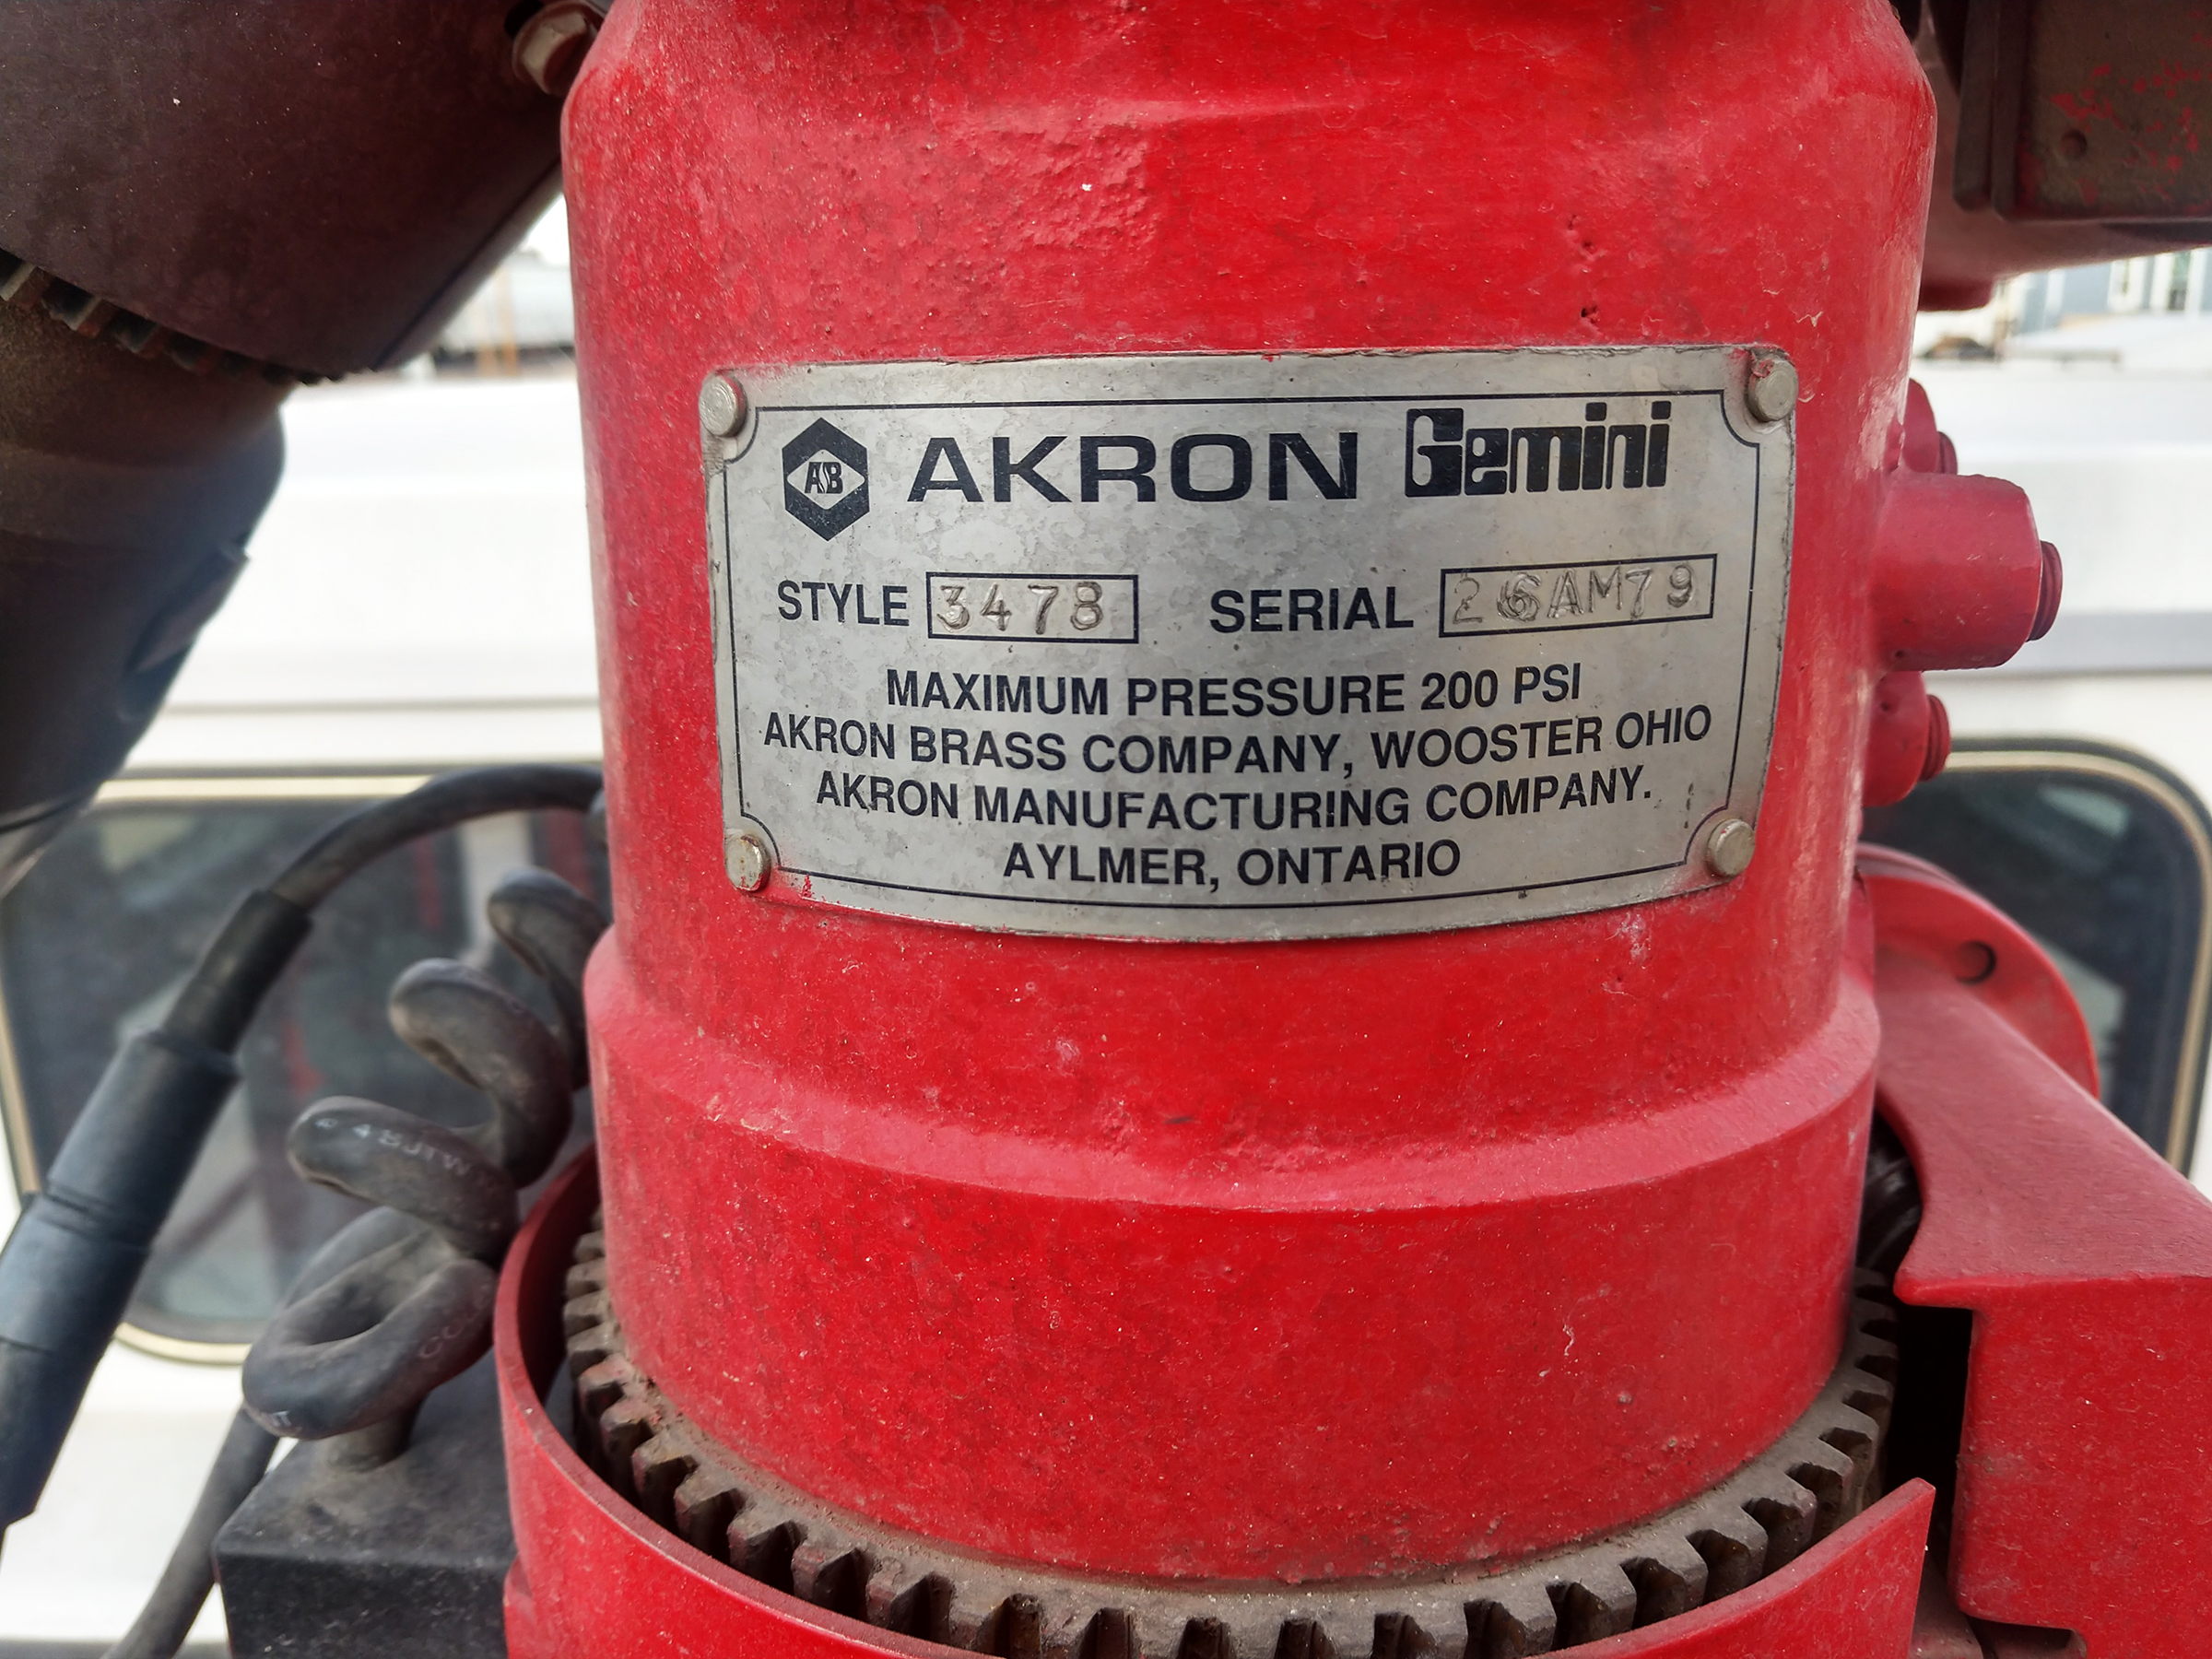 ASB AKRON Gemini
STYLE 3478 SERIAL 26AM79
MAXIMUM PRESSURE 200 PSI
AKRON BRASS COMPANY, WOOSTER OHIO
AKRON MANUFACTURING COMPANY.
AYLMER, ONTARIO